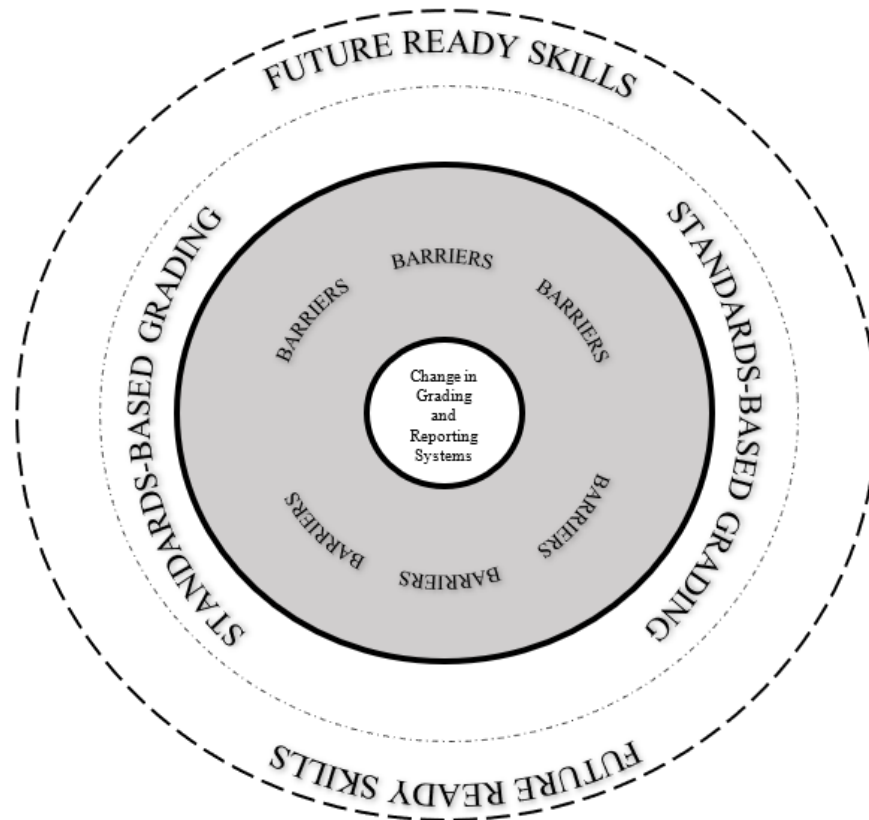 FUTURE READY SKILLS
STANDARDS-BASED GRADING
STANDARDS-BASED GRADING
BARRIERS
BARRIERS
BARRIERS
Change in
Grading
and
Reporting
Systems
BARRIERS
BARRIERS
BARRIERS
FUTURE READY SKILLS